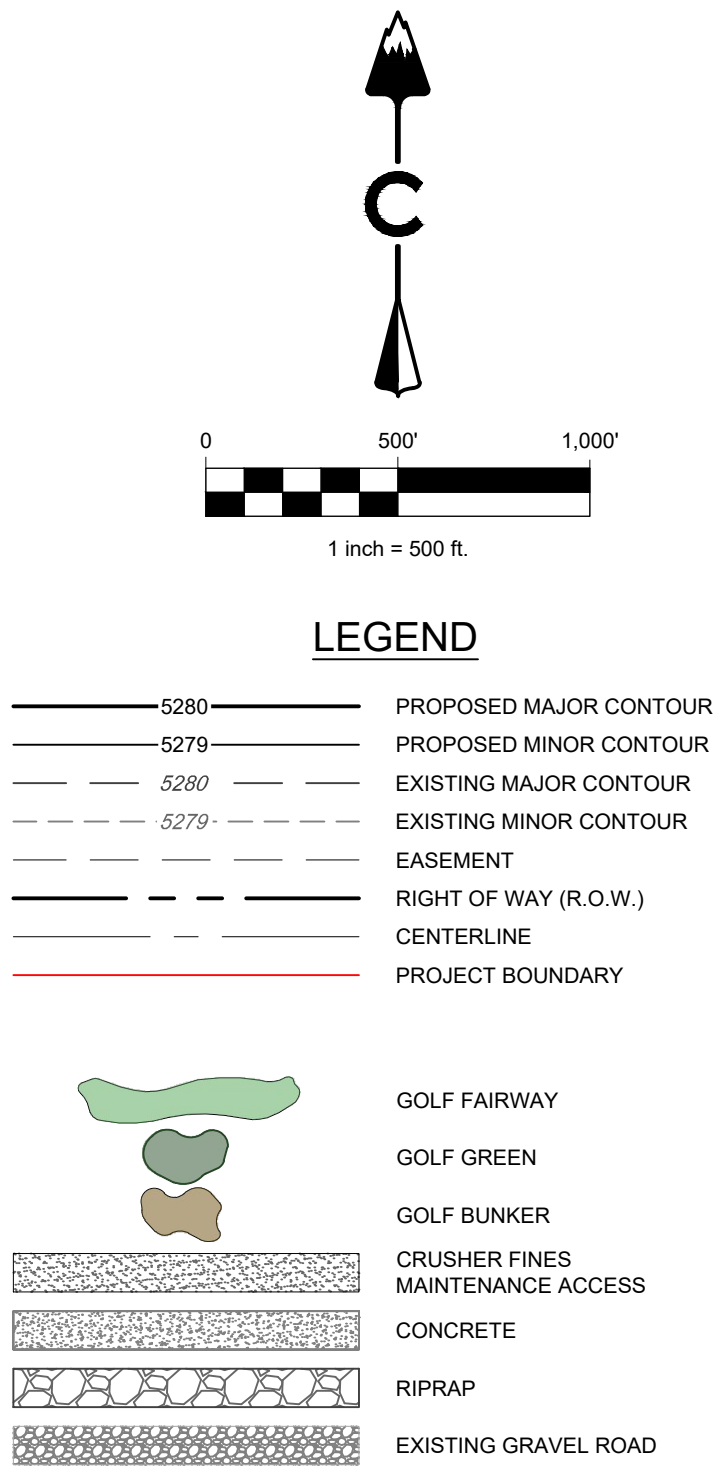 C
0 500' 1,000'
1 inch = 500 ft.
LEGEND
5280 PROPOSED MAJOR CONTOUR
5279 PROPOSED MINOR CONTOUR
5280 EXISTING MAJOR CONTOUR
5279 EXISTING MINOR CONTOUR
EASEMENT
RIGHT OF WAY (R.O.W.)
CENTERLINE
PROJECT BOUNDARY
GOLF FAIRWAY
GOLF GREEN
GOLF BUNKER
CRUSHER FINES
MAINTENANCE ACCESS
CONCRETE
RIPRAP
EXISTING GRAVEL ROAD